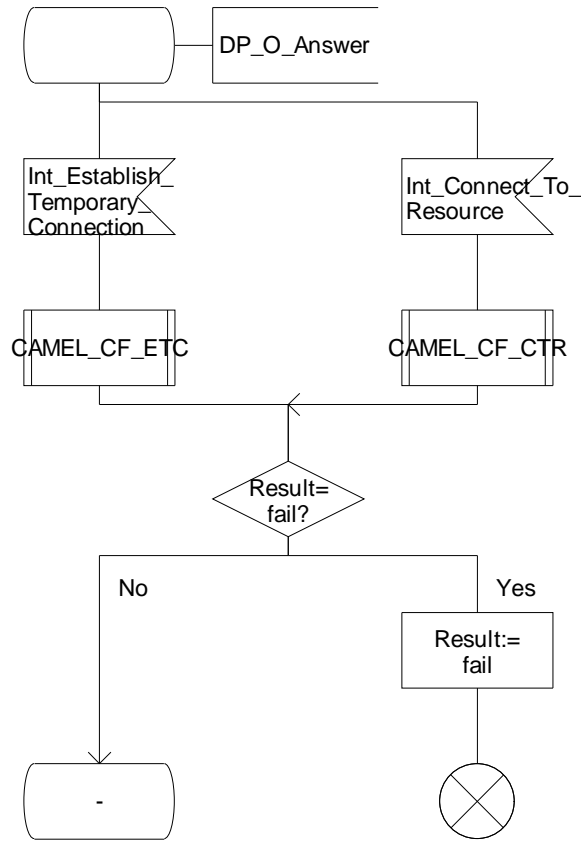 DP_O_Answer
Int_Establish_
Temporary_
Connection
Int_Connect_To_
Resource
CAMEL_CF_ETC
CAMEL_CF_CTR
Result=
fail?
No
Yes
Result:=
fail
-